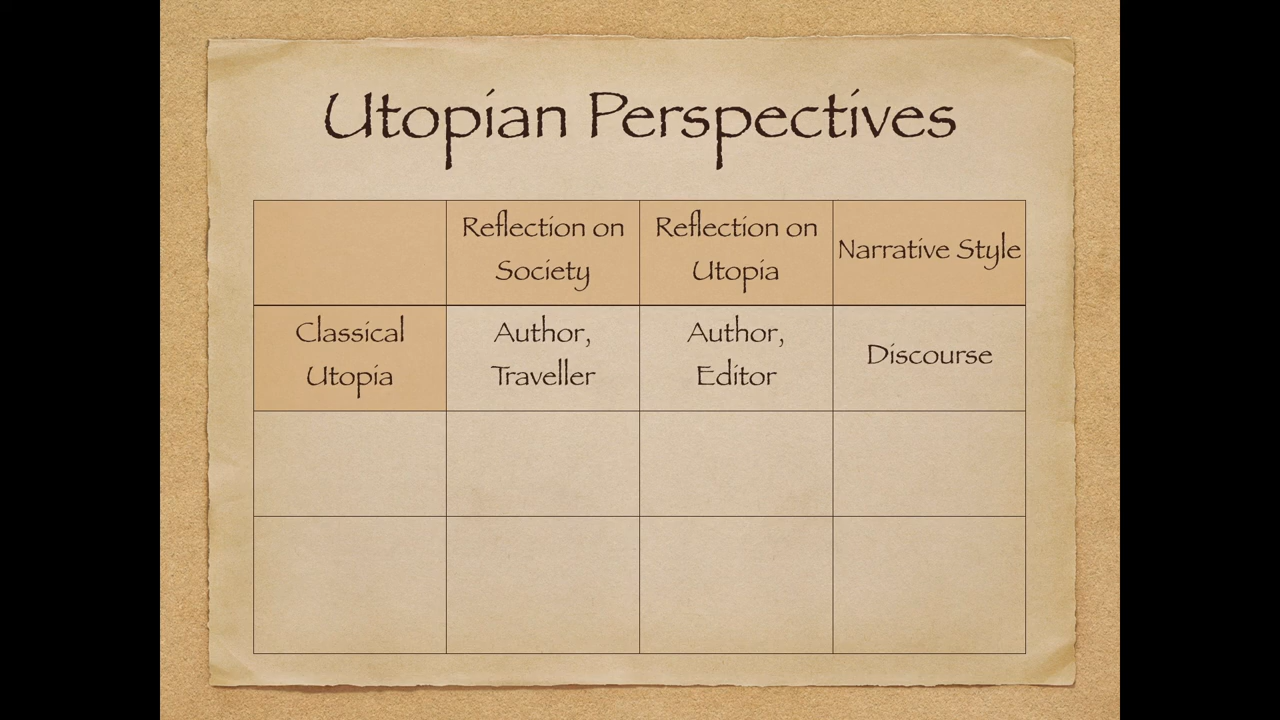 Utopian Perspectives
Reflection on
Society
Reflection on
Utopia
Narrative Style
Classical
Utopia
Author,
Traveller
Author,
Editor
Discourse